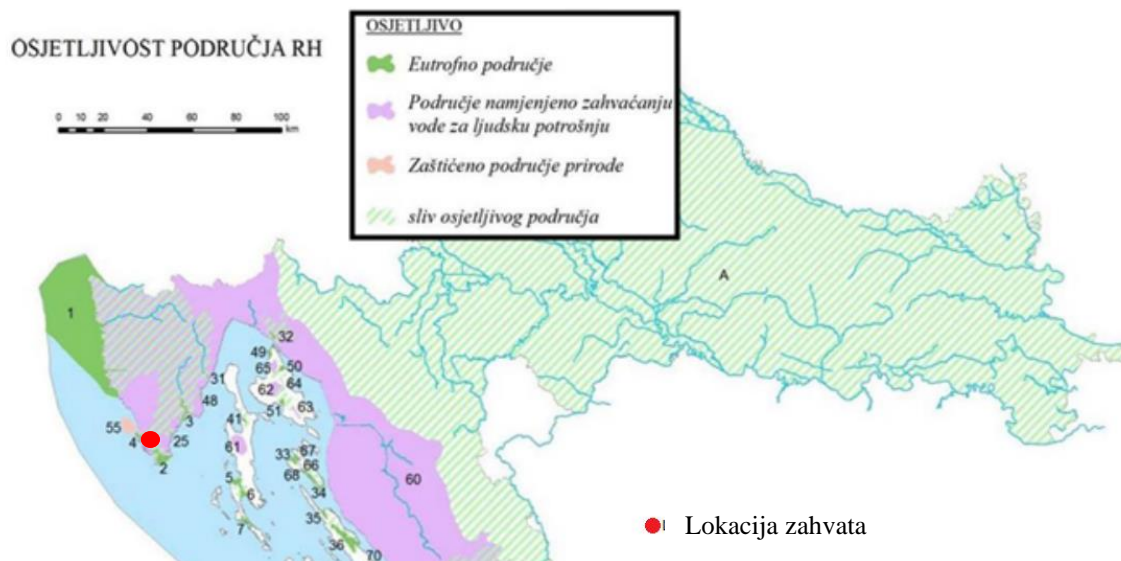 OSJETLJIVOST PODRUČJA RH
0 20 40 60 80 100
km
OSJETLJIVO
Eutrofno područje
Područje namjenjeno zahvaćanju
vode za ljudsku potrošnju
Zaštićeno područje prirode
sliv osjetljivog područja
A
1
32
49
50
31
65
64
62
48
51
63
3
41
55
4
25
61
2
67
33
66
60
68
5
34
6
35
7
36
70
Lokacija zahvata